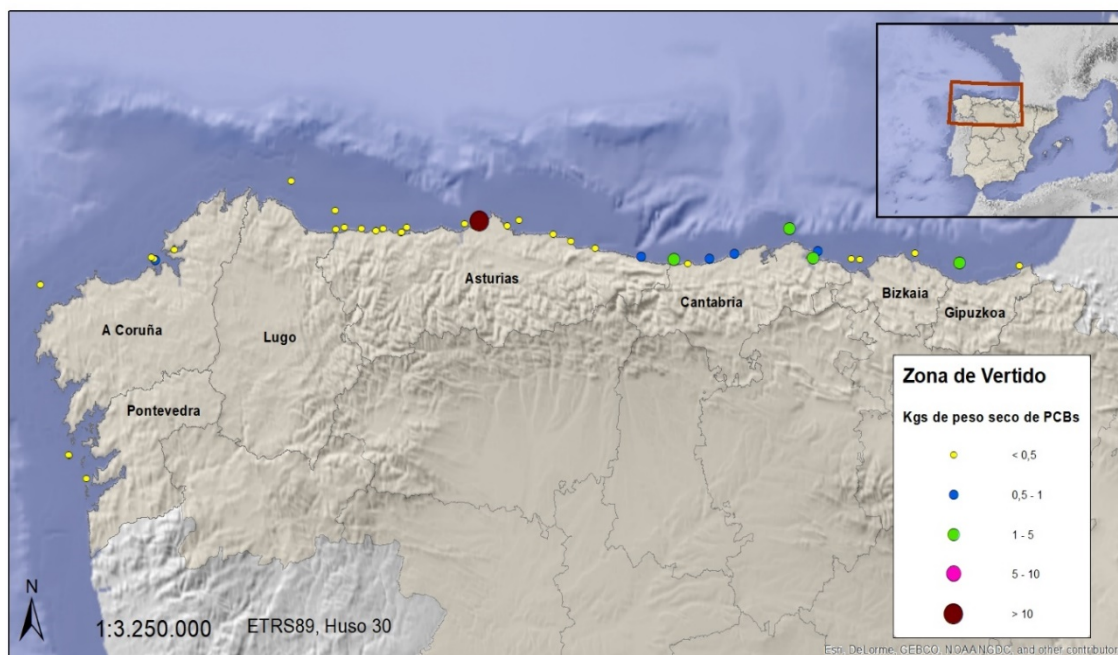 A Coruña
Lugo
Asturias
Cantabria
Bizkaia
Gipuzkoa
Pontevedra
Zona de Vertido
Kgs de peso seco de PCBs
< 0,5
0,5 - 1
1 - 5
5 - 10
> 10
N
1:3.250.000 ETRS89, Huso 30
Esri, DeLorme, GEBCO, NOAA NGDC, and other contributor